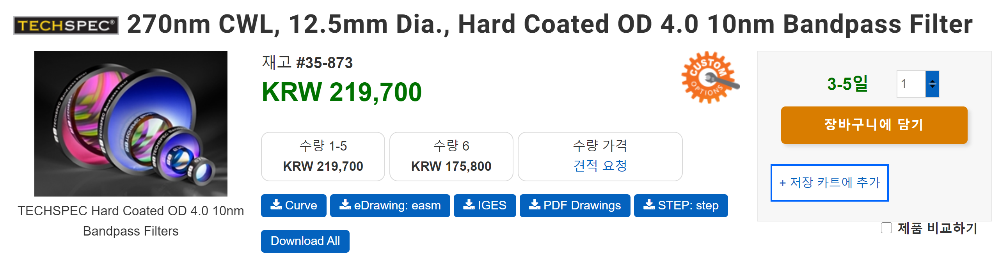 TECHSPEC® 270nm CWL, 12.5mm Dia., Hard Coated OD 4.0 10nm Bandpass Filter
TECHSPEC Hard Coated OD 4.0 10nm
Bandpass Filters
재고 #35-873
KRW 219,700
CUSTOM
OPTIONS
수량 1-5
KRW 219,700
수량 6
KRW 175,800
수량 가격
견적 요청
Curve
eDrawing: easm
IGES
PDF Drawings
STEP: step
Download All
3-5일
1
장바구니에 담기
+ 저장 카트에 추가
제품 비교하기